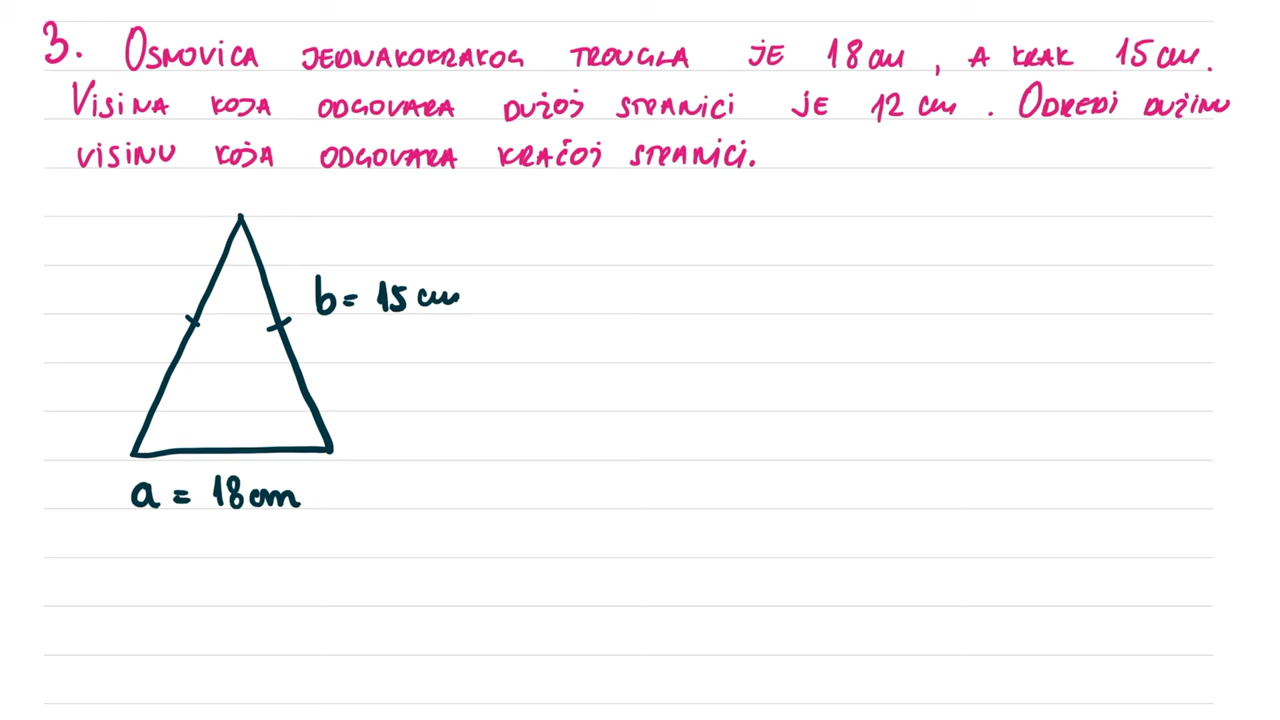 3. OSNOVICA JEDNAKOKRAKOG TROUGLA JE 18 cm, A KRAK 15 cm.
VISINA KOJA ODGOVARA DUŽOJ STRANICI JE 12 cm. ODREDI DUŽINU
VISINU KOJA ODGOVARA KRAĆOJ STRANICI.
b = 15 cm
a = 18 cm